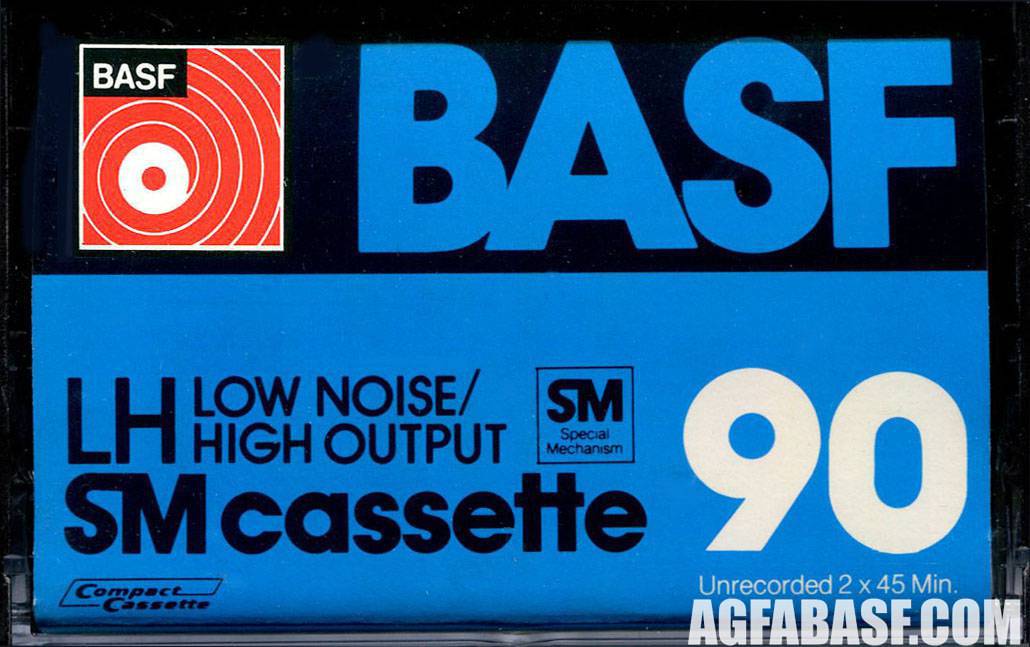 BASF
BASF
LH LOW NOISE/
HIGH OUTPUT
SM
Special
Mechanism
SM cassette
90
Compact
Cassette
Unrecorded 2 x 45 Min.
AGFABASF.COM